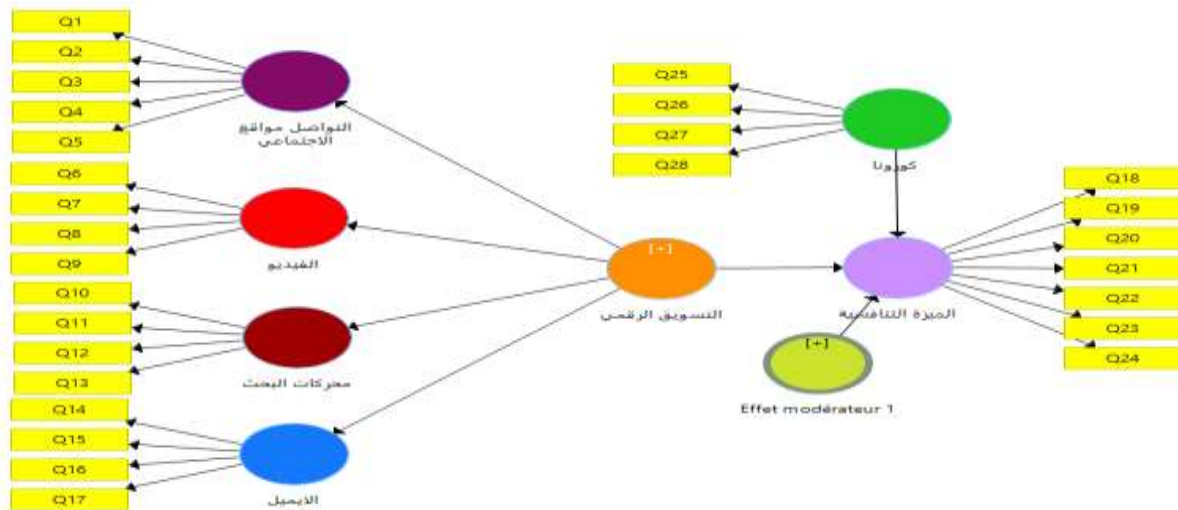 Q1
Q2
Q3
Q4
Q5
التواصل مواقع
الاجتماعي
Q6
Q7
Q8
Q9
الفيديو
Q10
Q11
Q12
Q13
محركات البحث
Q14
Q15
Q16
Q17
الايميل
[+]
التسويق الرقمي
Q25
Q26
Q27
Q28
كورونا
الميزة التنافسية
[+]
Effet modérateur 1
Q18
Q19
Q20
Q21
Q22
Q23
Q24